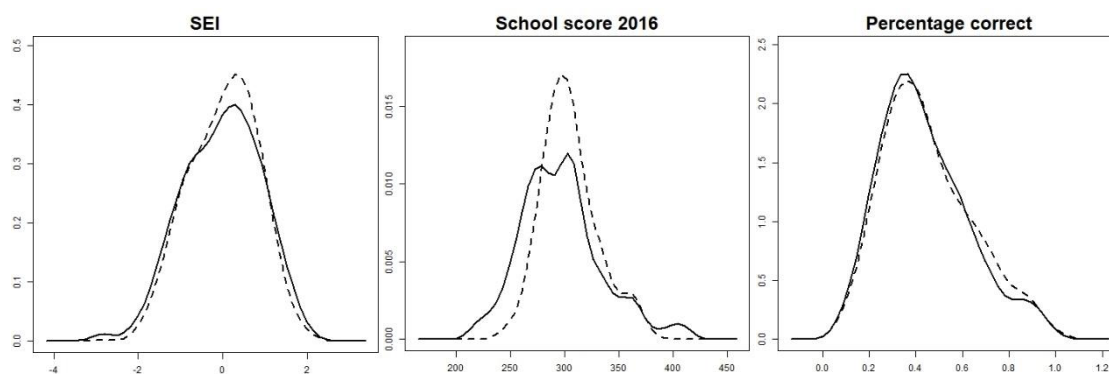 SEI
0.0 0.1 0.2 0.3 0.4 0.5
-4 -2 0 2
School score 2016
0.000 0.005 0.010 0.015
200 250 300 350 400 450
Percentage correct
0.0 0.5 1.0 1.5 2.0 2.5
0.0 0.2 0.4 0.6 0.8 1.0 1.2